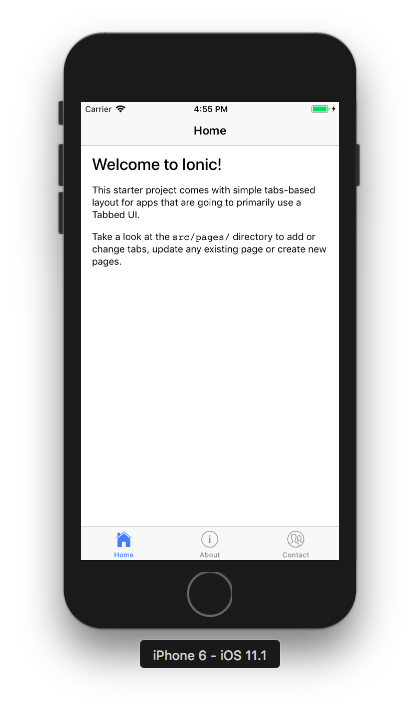 Carrier 4:55 PM
Home
Welcome to Ionic!
This starter project comes with simple tabs-based
layout for apps that are going to primarily use a
Tabbed UI.
Take a look at the src/pages/ directory to add or
change tabs, update any existing page or create new
pages.
Home About Contact
iPhone 6 - iOS 11.1